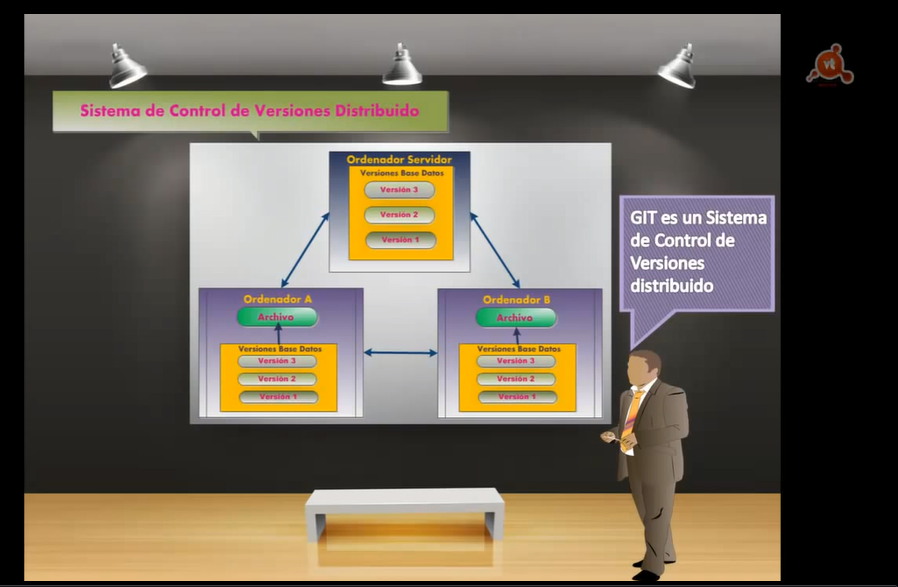 Sistema de Control de Versiones Distribuido
Ordenador Servidor
Versiones Base Datos
Versión 3
Versión 2
Versión 1
GIT es un Sistema
de Control de
Versiones
distribuido
Ordenador A
Archivo
Versiones Base Datos
Versión 3
Versión 2
Versión 1
Ordenador B
Archivo
Versiones Base Datos
Versión 3
Versión 2
Versión 1
vt